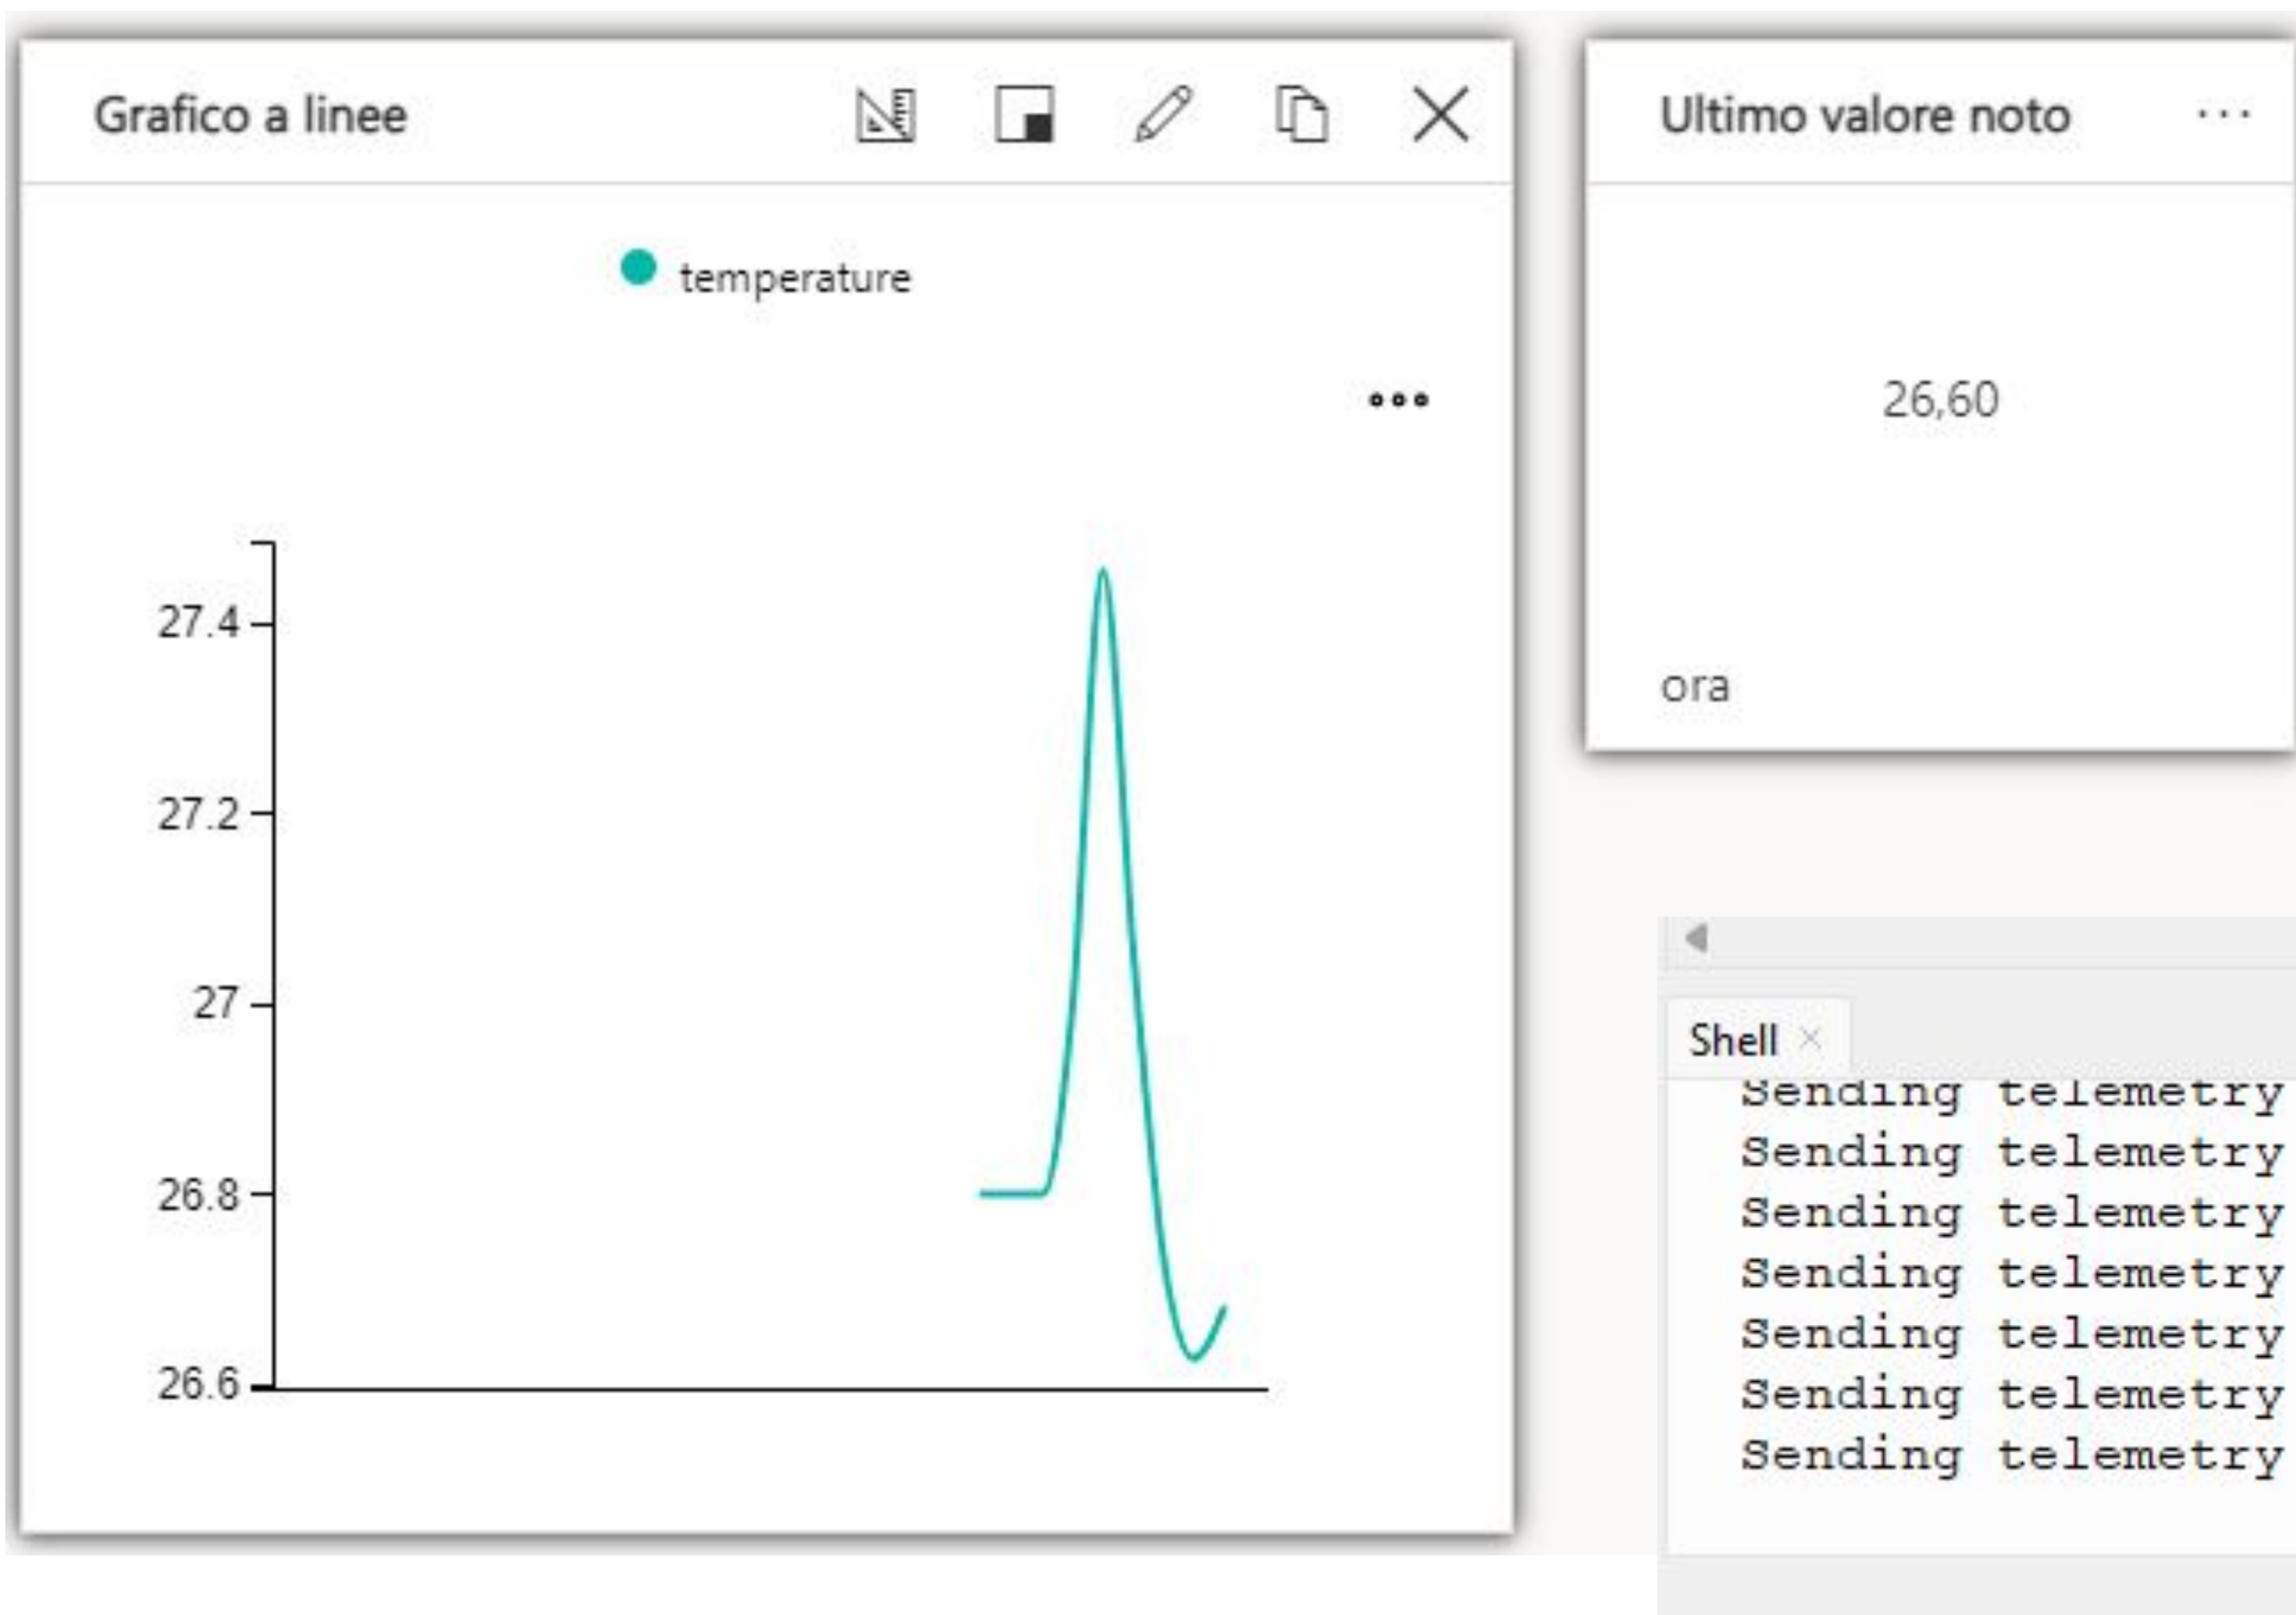 Grafico a linee
temperature
27.4
27.2
27
26.8
26.6
Ultimo valore noto
26,60
ora
Shell
Sending telemetry
Sending telemetry
Sending telemetry
Sending telemetry
Sending telemetry
Sending telemetry
Sending telemetry